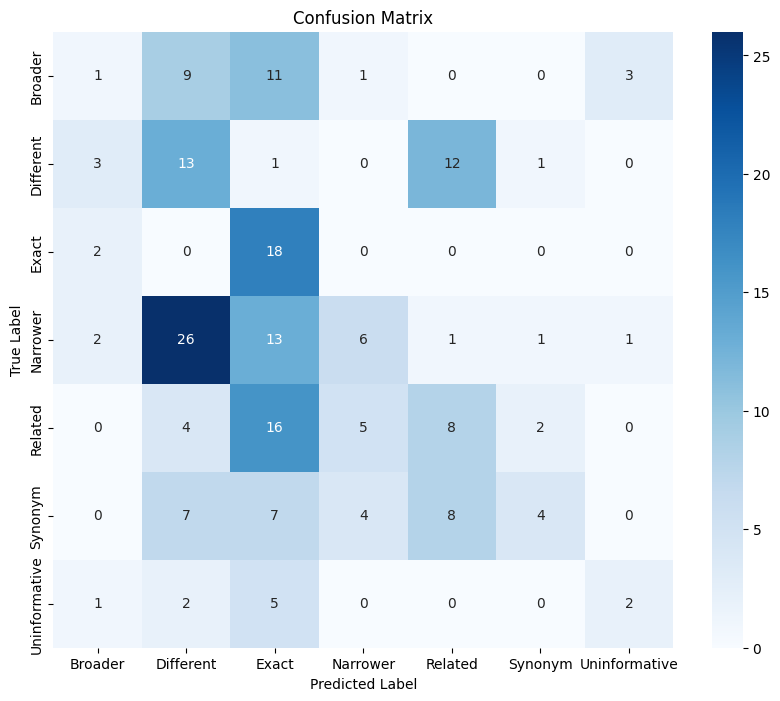 Confusion Matrix
True Label
Broader 1 9 11 1 0 0 3
Different 3 13 1 0 12 1 0
Exact 2 0 18 0 0 0 0
Narrower 2 26 13 6 1 1 1
Related 0 4 16 5 8 2 0
Synonym 0 7 7 4 8 4 0
Uninformative 1 2 5 0 0 0 2
Broader Different Exact Narrower Related Synonym Uninformative
Predicted Label
25
20
15
10
5
0